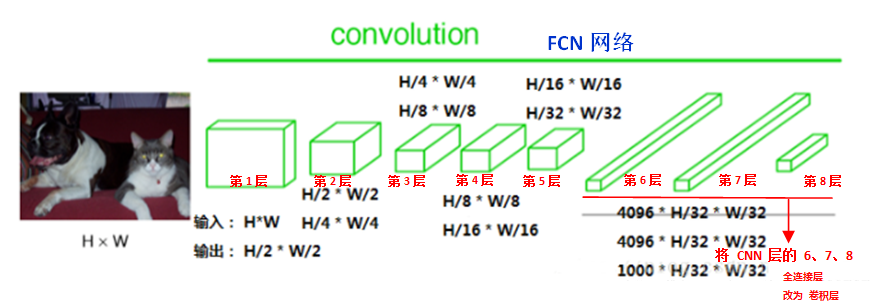 convolution
FCN 网络
H/4 * W/4
H/8 * W/8
H/16 * W/16
H/32 * W/32
第 1 层
第 2 层
第 3 层
第 4 层
第 5 层
第 6 层
第 7 层
第 8 层
H × W
输入： H*W
输出： H/2 * W/2
H/2 * W/2
H/4 * W/4
H/8 * W/8
H/16 * W/16
4096 * H/32 * W/32
4096 * H/32 * W/32
1000 * H/32 * W/32
将 CNN 层的 6、7、8
全连接层
改为 卷积层